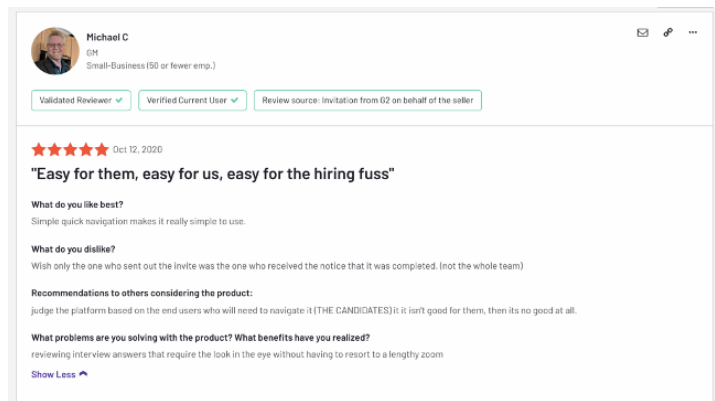 Michael C
GM
Small-Business (50 or fewer emp.)
Validated Reviewer
Verified Current User
Review source: Invitation from G2 on behalf of the seller
Oct 12, 2020
"Easy for them, easy for us, easy for the hiring fuss"
What do you like best?
Simple quick navigation makes it really simple to use.
What do you dislike?
Wish only the one who sent out the invite was the one who received the notice that it was completed. (not the whole team)
Recommendations to others considering the product:
judge the platform based on the end users who will need to navigate it (THE CANDIDATES) it it isn't good for them, then its no good at all.
What problems are you solving with the product? What benefits have you realized?
reviewing interview answers that require the look in the eye without having to resort to a lengthy zoom
Show Less